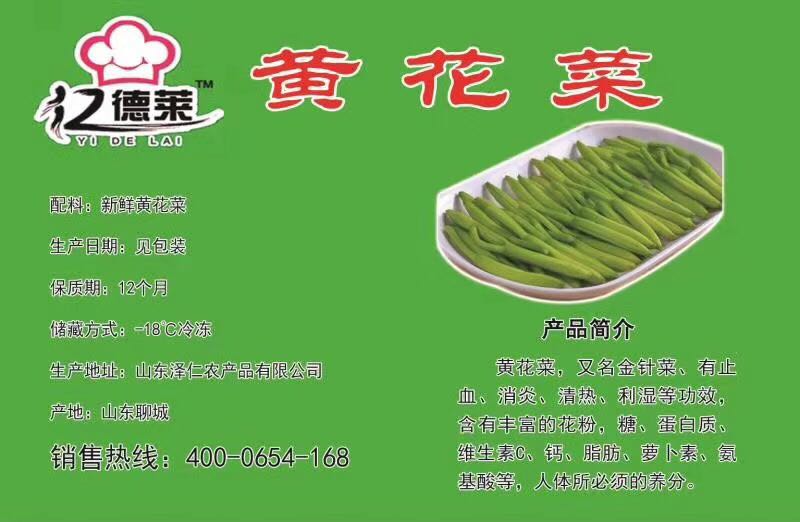 亿德莱™
YI DE LAI
黄花菜
配料：新鲜黄花菜
生产日期：见包装
保质期：12个月
储藏方式：-18℃冷冻
生产地址：山东泽仁农产品有限公司
产地：山东聊城
销售热线：400-0654-168
产品简介
黄花菜，又名金针菜、有止
血、消炎、清热、利湿等功效，
含有丰富的花粉，糖、蛋白质、
维生素C、钙、脂肪、萝卜素、氨
基酸等，人体所必须的养分。